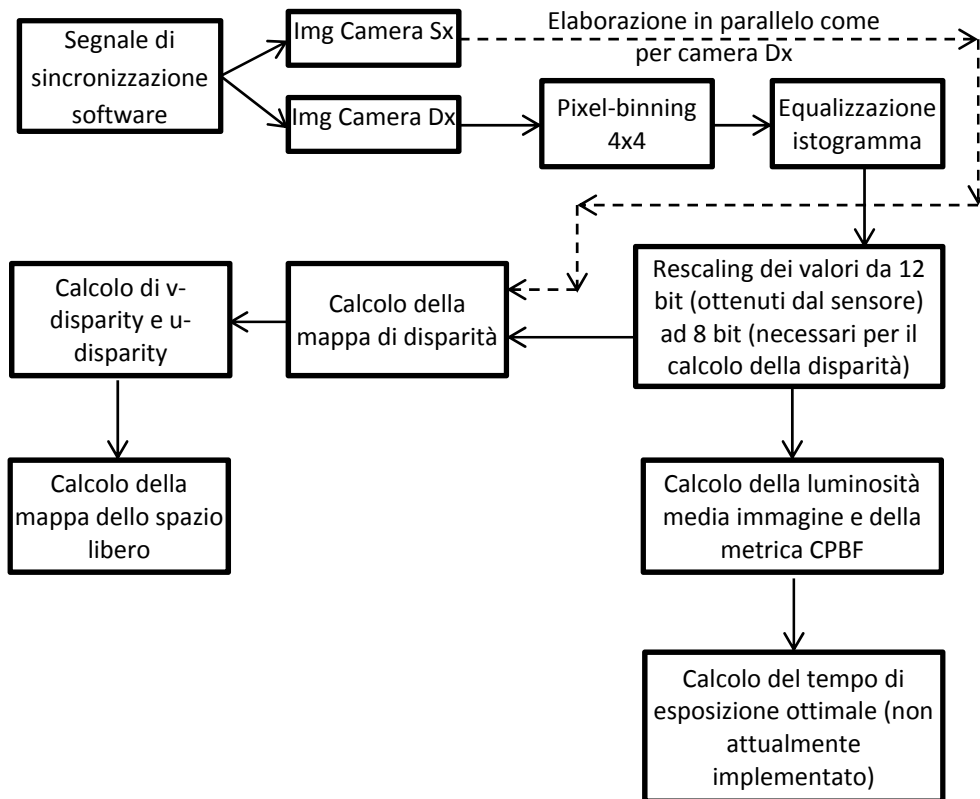 Segnale di
sincronizzazione
software
Img Camera Sx
Elaborazione in parallelo come
per camera Dx
Img Camera Dx
Pixel-binning
4x4
Equalizzazione
istogramma
Rescaling dei valori da 12
bit (ottenuti dal sensore)
ad 8 bit (necessari per il
calcolo della disparità)
Calcolo della
mappa di disparità
Calcolo di v-
disparity e u-
disparity
Calcolo della
mappa dello spazio
libero
Calcolo della luminosità
media immagine e della
metrica CPBF
Calcolo del tempo di
esposizione ottimale (non
attualmente
implementato)